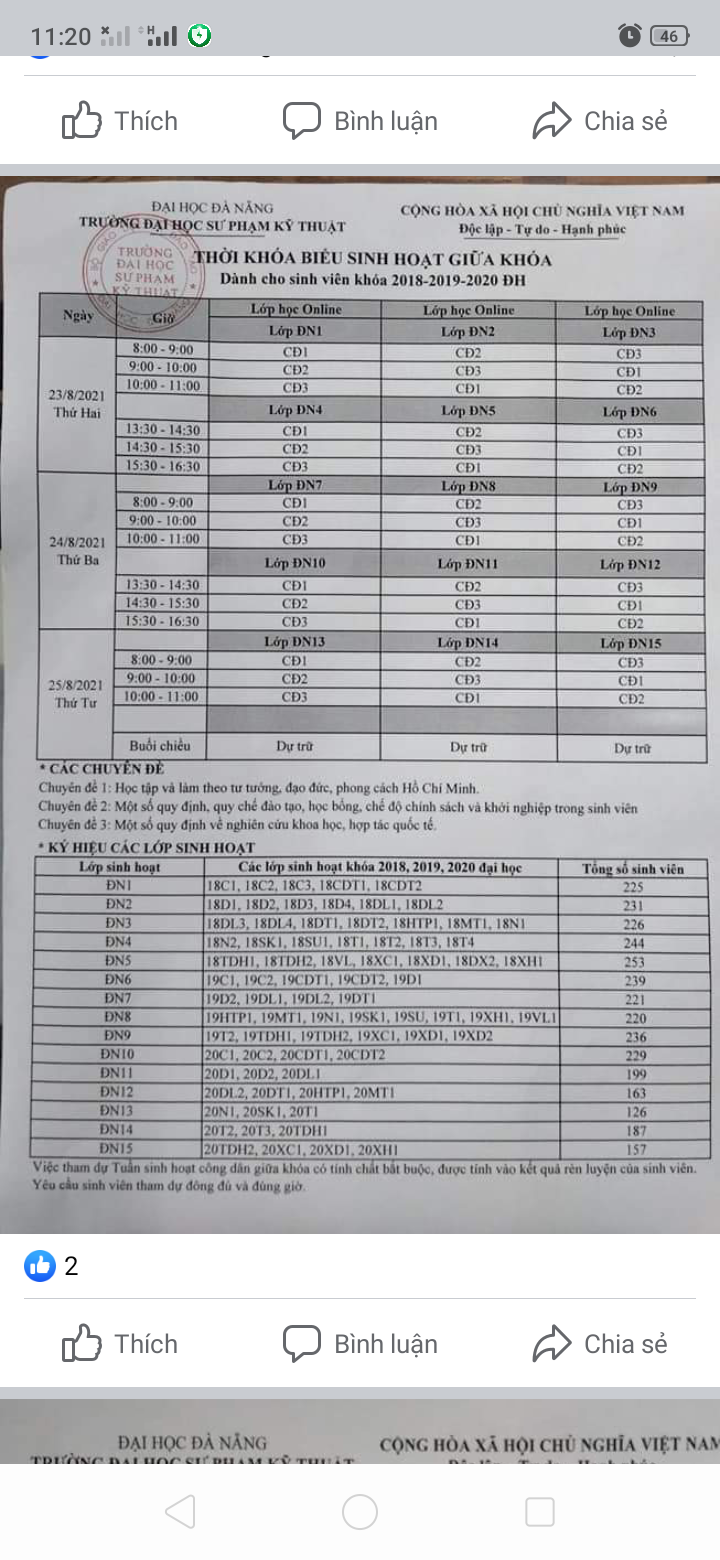 11:20
46
Thích
Bình luận
Chia sẻ
ĐẠI HỌC ĐÀ NẴNG
CỘNG HÒA XÃ HỘI CHỦ NGHĨA VIỆT NAM
TRƯỜNG ĐẠI HỌC SƯ PHẠM KỸ THUẬT
Độc lập - Tự do - Hạnh phúc
TRƯỜNG
ĐẠI HỌC
SƯ PHẠM
KỸ THUẬT
THỜI KHÓA BIỂU SINH HOẠT GIỮA KHÓA
Dành cho sinh viên khóa 2018-2019-2020 ĐH
Ngày Giờ Lớp học Online Lớp học Online Lớp học Online
Lớp ĐN1 Lớp ĐN2 Lớp ĐN3
23/8/2021
Thứ Hai
8:00 - 9:00 CĐ1 CĐ2 CĐ3
9:00 - 10:00 CĐ2 CĐ3 CĐ1
10:00 - 11:00 CĐ3 CĐ1 CĐ2
Lớp ĐN4 Lớp ĐN5 Lớp ĐN6
13:30 - 14:30 CĐ1 CĐ2 CĐ3
14:30 - 15:30 CĐ2 CĐ3 CĐ1
15:30 - 16:30 CĐ3 CĐ1 CĐ2
24/8/2021
Thứ Ba
Lớp ĐN7 Lớp ĐN8 Lớp ĐN9
8:00 - 9:00 CĐ1 CĐ2 CĐ3
9:00 - 10:00 CĐ2 CĐ3 CĐ1
10:00 - 11:00 CĐ3 CĐ1 CĐ2
Lớp ĐN10 Lớp ĐN11 Lớp ĐN12
13:30 - 14:30 CĐ1 CĐ2 CĐ3
14:30 - 15:30 CĐ2 CĐ3 CĐ1
15:30 - 16:30 CĐ3 CĐ1 CĐ2
25/8/2021
Thứ Tư
Lớp ĐN13 Lớp ĐN14 Lớp ĐN15
8:00 - 9:00 CĐ1 CĐ2 CĐ3
9:00 - 10:00 CĐ2 CĐ3 CĐ1
10:00 - 11:00 CĐ3 CĐ1 CĐ2
Buổi chiều Dự trữ Dự trữ Dự trữ
* CÁC CHUYÊN ĐỀ
Chuyên đề 1: Học tập và làm theo tư tưởng, đạo đức, phong cách Hồ Chí Minh.
Chuyên đề 2: Một số quy định, quy chế đào tạo, học bổng, chế độ chính sách và khởi nghiệp trong sinh viên
Chuyên đề 3: Một số quy định về nghiên cứu khoa học, hợp tác quốc tế.
* KÝ HIỆU CÁC LỚP SINH HOẠT
Lớp sinh hoạt Các lớp sinh hoạt khóa 2018, 2019, 2020 đại học Tổng số sinh viên
ĐN1 18C1, 18C2, 18C3, 18CDT1, 18CDT2 225
ĐN2 18D1, 18D2, 18D3, 18D4, 18DL1, 18DL2 231
ĐN3 18DL3, 18DL4, 18DT1, 18DT2, 18HTP1, 18MT1, 18N1 226
ĐN4 18N2, 18SK1, 18SU1, 18T1, 18T2, 18T3, 18T4 244
ĐN5 18TDH1, 18TDH2, 18VL, 18XC1, 18XD1, 18DX2, 18XH1 253
ĐN6 19C1, 19C2, 19CDT1, 19CDT2, 19D1 239
ĐN7 19D2, 19DL1, 19DL2, 19DT1 221
ĐN8 19HTP1, 19MT1, 19N1, 19SK1, 19SU, 19T1, 19XH1, 19VL1 220
ĐN9 19T2, 19TDH1, 19TDH2, 19XC1, 19XD1, 19XD2 236
ĐN10 20C1, 20C2, 20CDT1, 20CDT2 229
ĐN11 20D1, 20D2, 20DL1 199
ĐN12 20DL2, 20DT1, 20HTP1, 20MT1 163
ĐN13 20N1, 20SK1, 20T1 126
ĐN14 20T2, 20T3, 20TDH1 187
ĐN15 20TDH2, 20XC1, 20XD1, 20XH1 157
Việc tham dự Tuần sinh hoạt công dân giữa khóa có tính chất bắt buộc, được tính vào kết quả rèn luyện của sinh viên.
Yêu cầu sinh viên tham dự đông đủ và đúng giờ.
2
Thích
Bình luận
Chia sẻ
ĐẠI HỌC ĐÀ NẴNG
CỘNG HÒA XÃ HỘI CHỦ NGHĨA VIỆT NAM
TRƯỜNG ĐẠI HỌC SƯ PHẠM KỸ THUẬT